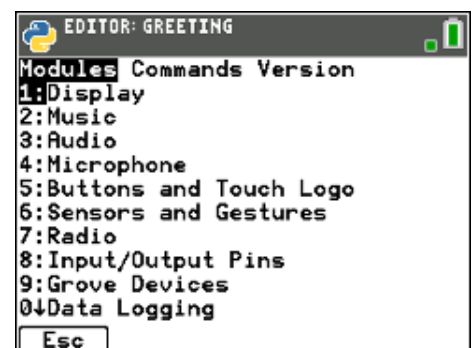 EDITOR: GREETING
Modules Commands Version
1:Display
2:Music
3:Audio
4:Microphone
5:Buttons and Touch Logo
6:Sensors and Gestures
7:Radio
8:Input/Output Pins
9:Grove Devices
0↓Data Logging
Esc